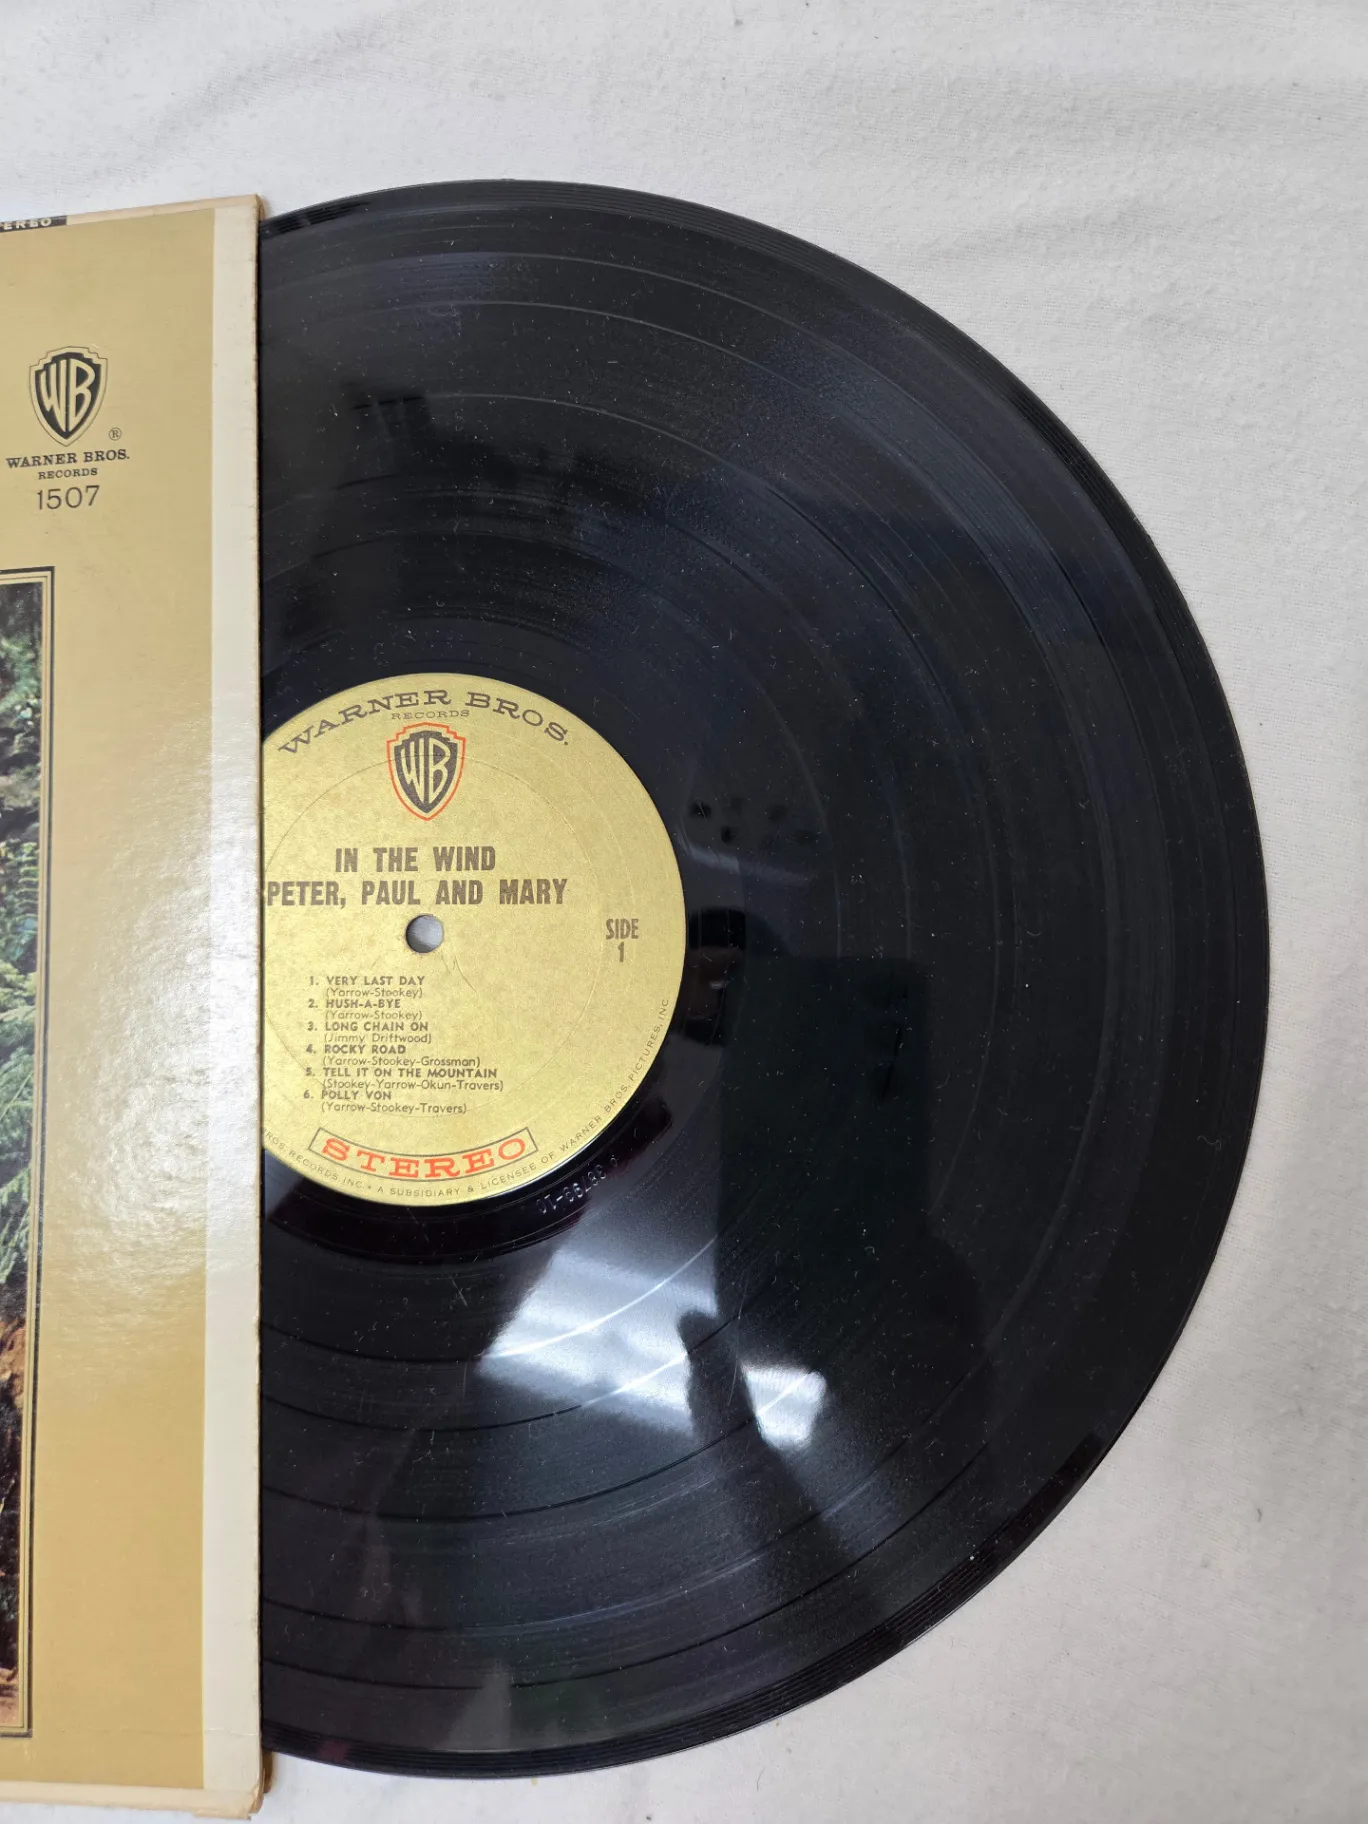 EREO
WB
®
WARNER BROS.
RECORDS
1507
WARNER BROS.
RECORDS
WB
IN THE WIND
PETER, PAUL AND MARY
SIDE
1
1. VERY LAST DAY
(Yarrow-Stookey)
2. HUSH-A-BYE
(Yarrow-Stookey)
3. LONG CHAIN ON
(Jimmy Driftwood)
4. ROCKY ROAD
(Yarrow-Stookey-Grossman)
5. TELL IT ON THE MOUNTAIN
(Stookey-Yarrow-Okun-Travers)
6. POLLY VON
(Yarrow-Stookey-Travers)
STEREO
BROS. RECORDS, INC. • A SUBSIDIARY & LICENSEE OF WARNER BROS. PICTURES, INC.